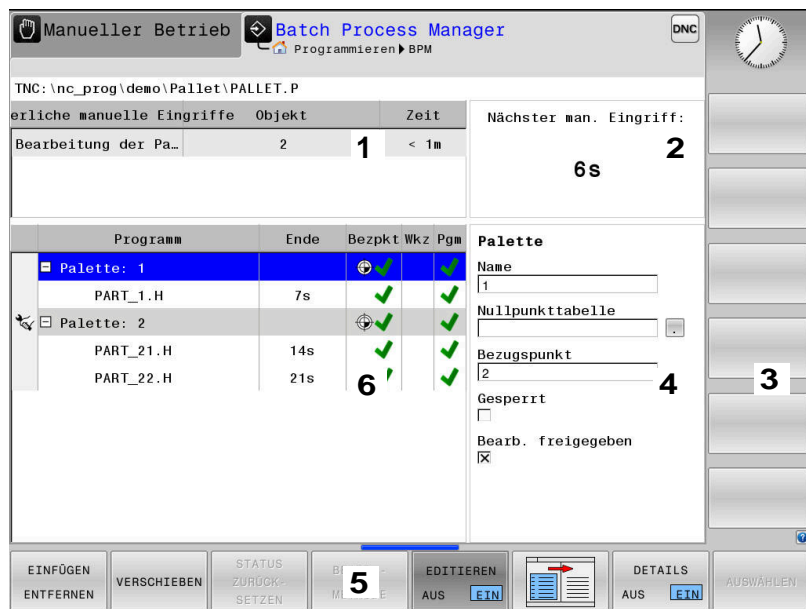 Manueller Betrieb
Batch Process Manager
DNC
Programmieren BPM
TNC:\nc_prog\demo\Pallet\PALLET.P
erliche manuelle Eingriffe Objekt Zeit
Bearbeitung der Pa… 2 < 1m
1
Nächster man. Eingriff:
2
6s
Programm Ende Bezpkt Wkz Pgm
Palette: 1
PART_1.H 7s
Palette: 2
PART_21.H 14s
PART_22.H 21s
6
Palette
Name
1
Nullpunkttabelle
.
Bezugspunkt
2
4
Gesperrt
Bearb. freigegeben
3
EINFÜGEN
ENTFERNEN
VERSCHIEBEN
STATUS
ZURÜCK-
SETZEN
5
EDITIEREN
AUS EIN
DETAILS
AUS EIN
AUSWÄHLEN